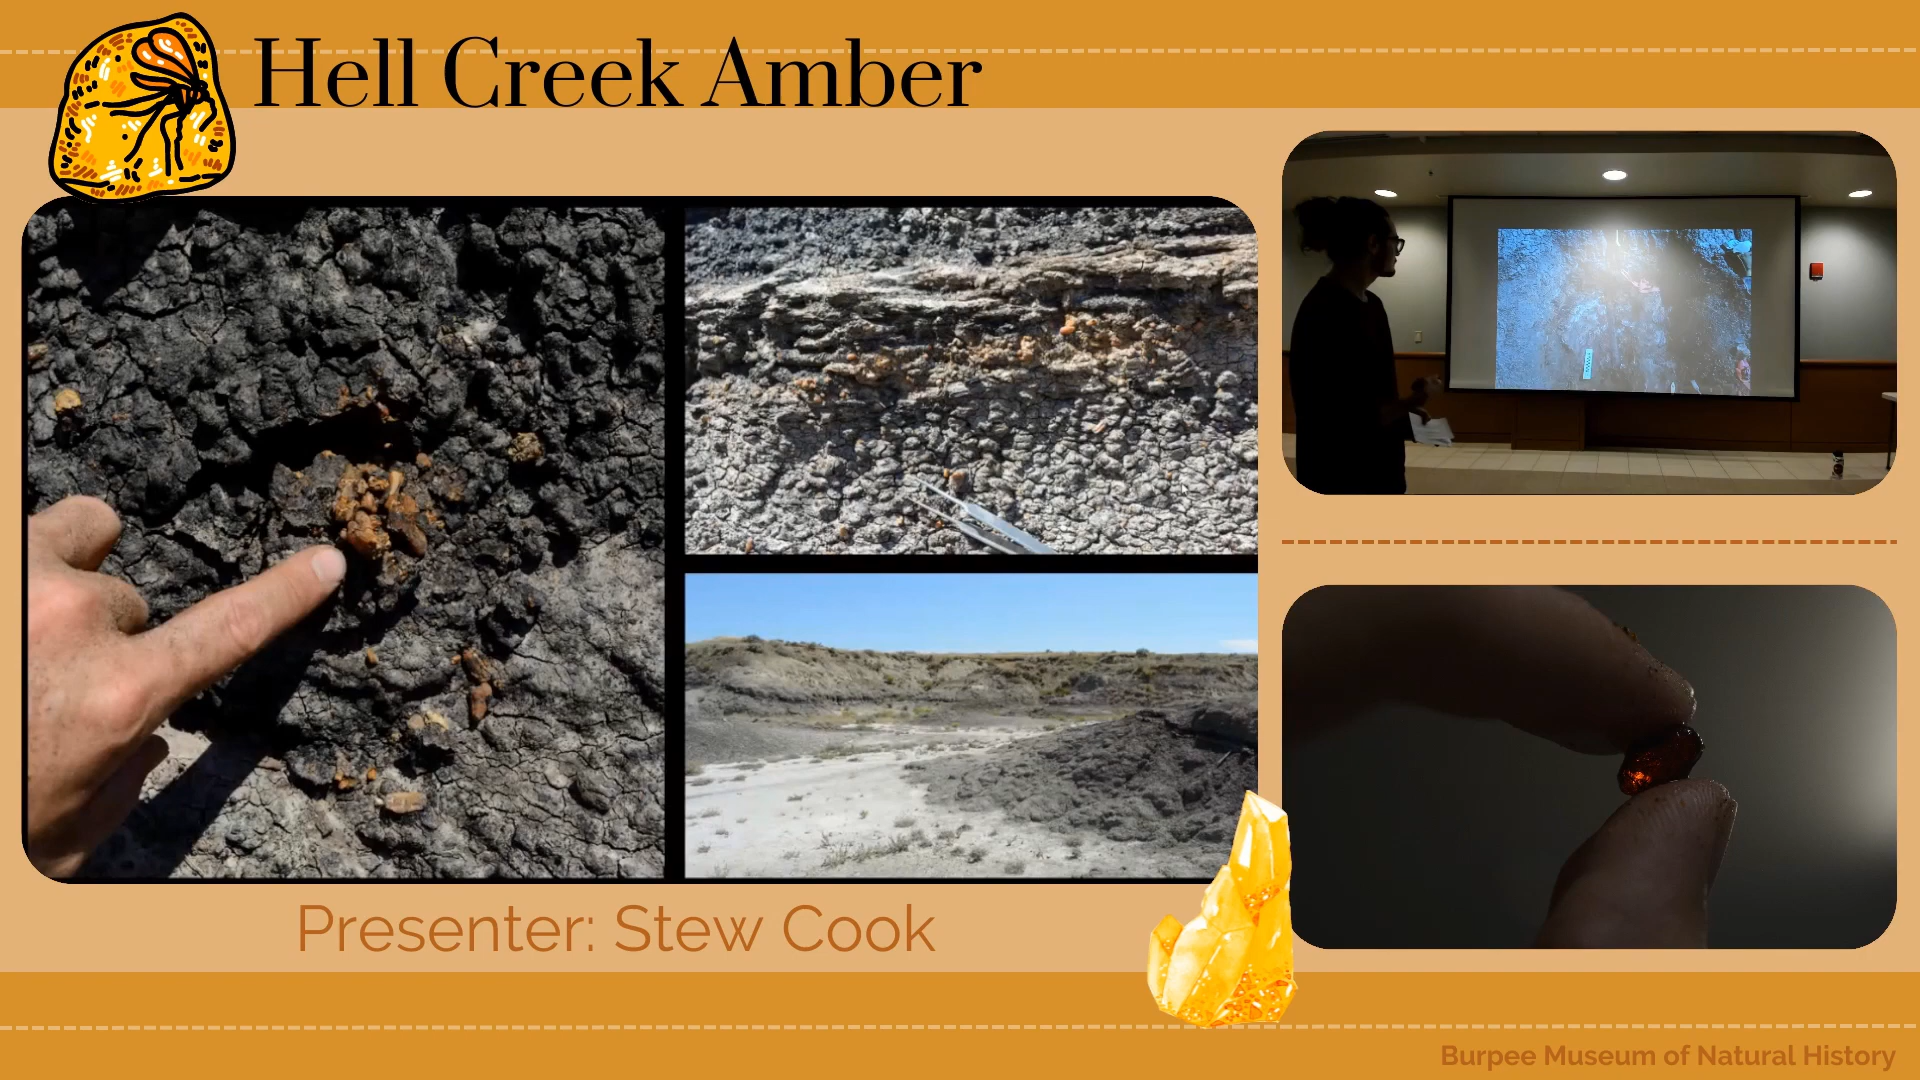 Hell Creek Amber
Presenter: Stew Cook
Burpee Museum of Natural History